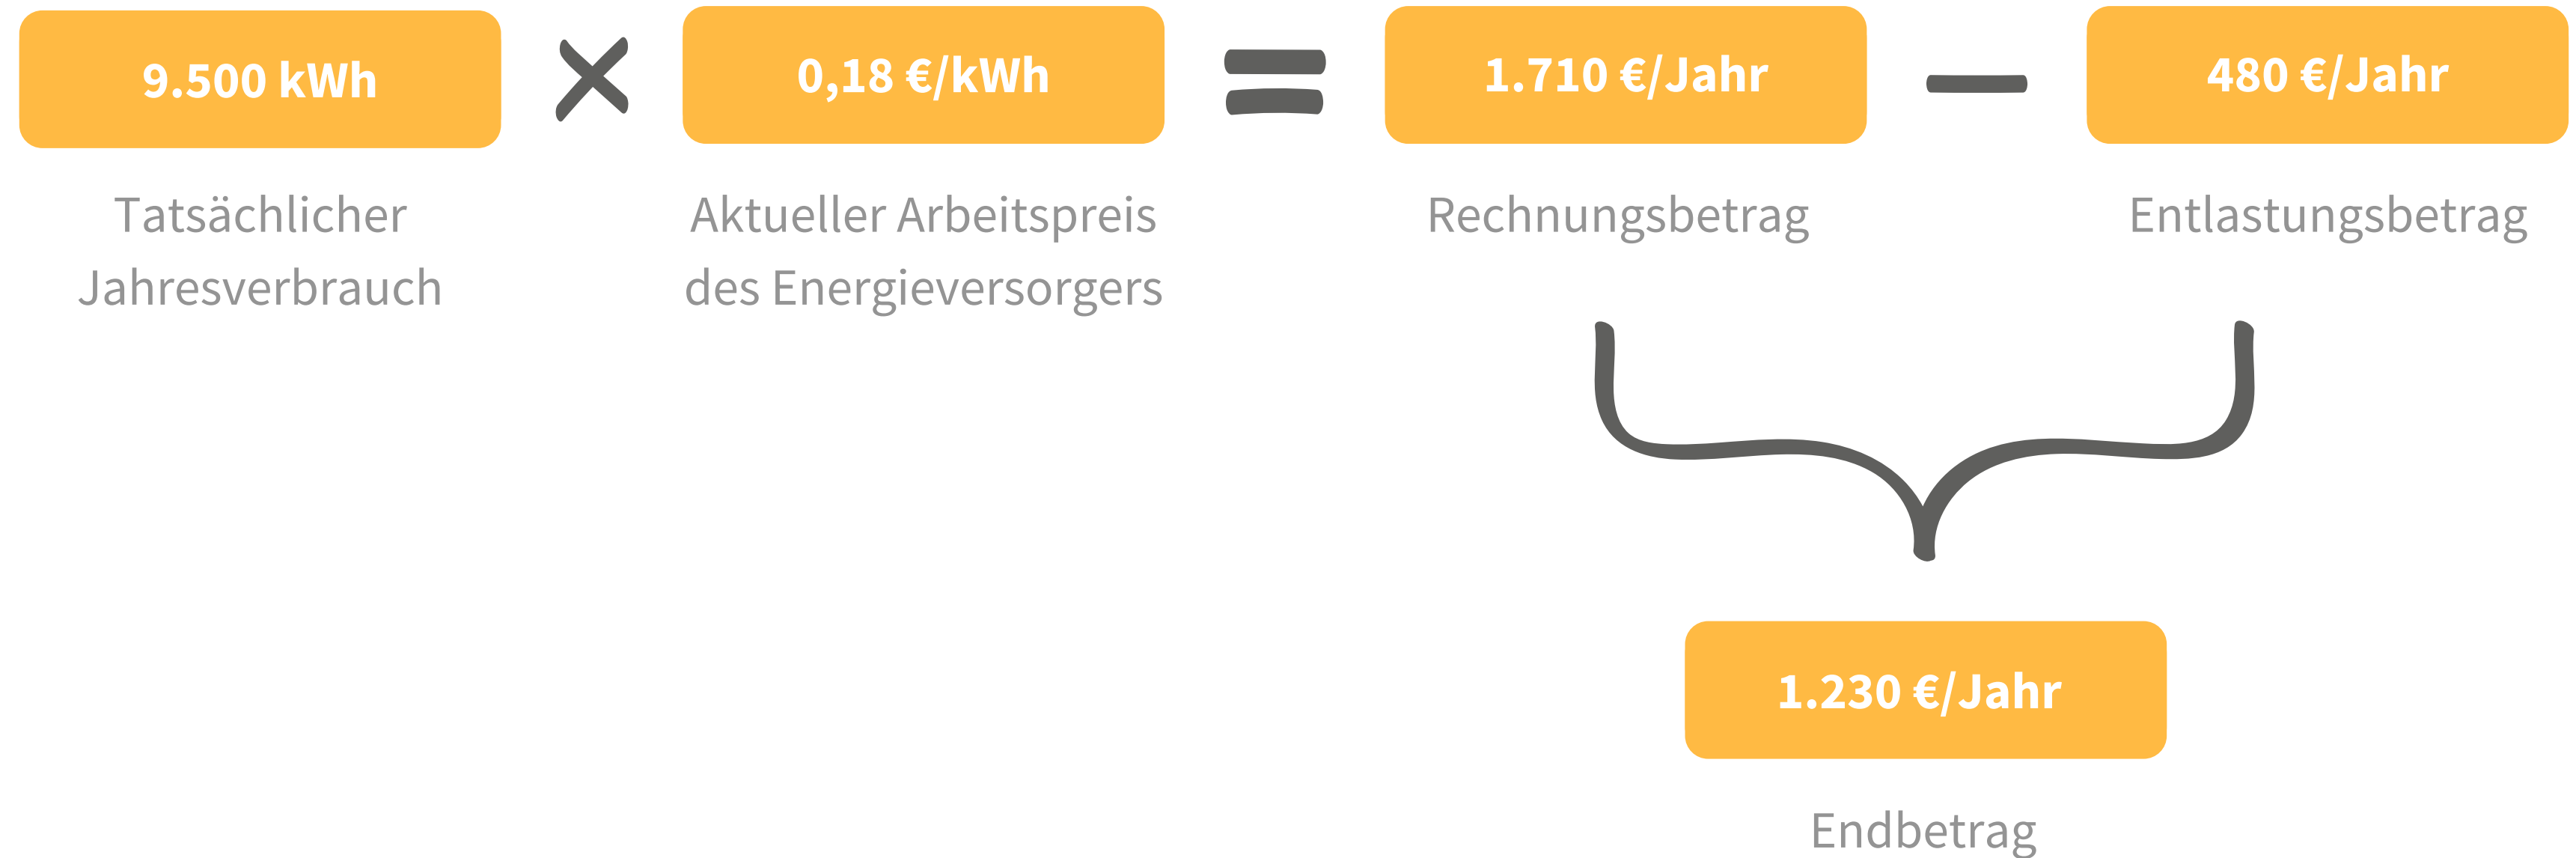 9.500 kWh
0,18 €/kWh
1.710 €/Jahr
480 €/Jahr
Tatsächlicher
Jahresverbrauch
Aktueller Arbeitspreis
des Energieversorgers
Rechnungsbetrag
Entlastungsbetrag
1.230 €/Jahr
Endbetrag